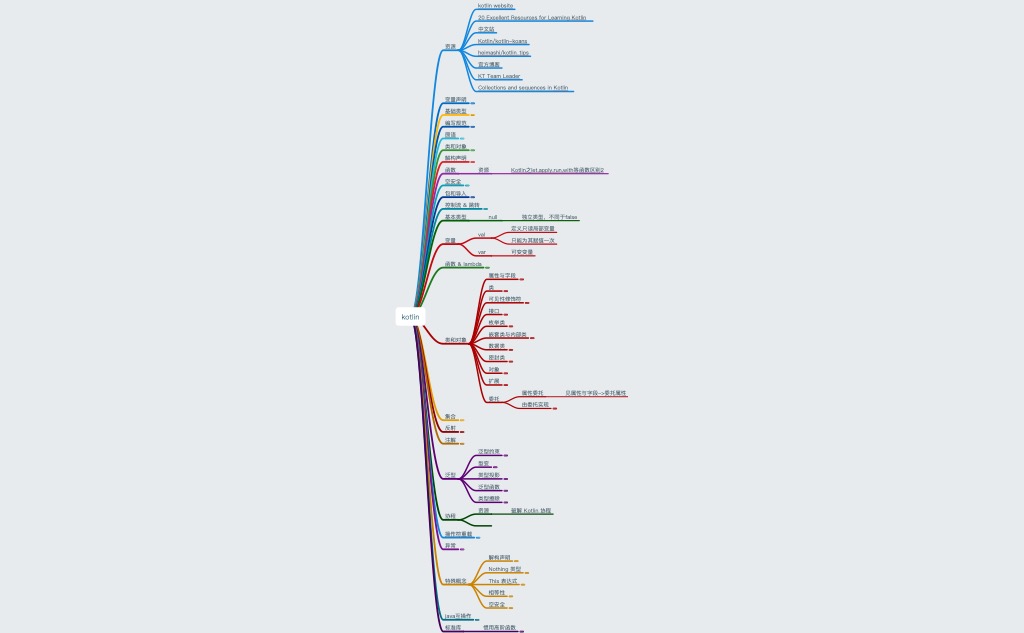 kotlin website
20 Excellent Resources for Learning Kotlin
中文站
Kotlin/kotlin-koans
heimashi/kotlin_tips
资源
官方博客
KT Team Leader
Collections and sequences in Kotlin
变量声明
基础类型
编写规范
类和对象
解构声明
函数
资源
Kotlin之let,apply,run,with等函数区别2
空安全
控制流 & 跳转
基本类型
null
独立类型，不同于false
变量
val
定义只读局部变量
只能为其赋值一次
var
可变变量
函数 & lambda
kotlin
类和对象
属性与字段
类
可见性修饰符
接口
枚举类
嵌套类与内部类
数据类
密封类
对象
扩展
委托
属性委托
见属性与字段->委托属性
由委托实现
集合
反射
注解
泛型
泛型约束
型变
类型投影
泛型函数
类型擦除
协程
资源
破解 Kotlin 协程
操作符重载
异常
特殊概念
解构声明
Nothing 类型
This 表达式
相等性
空安全
java互操作
标准库
惯用高阶函数